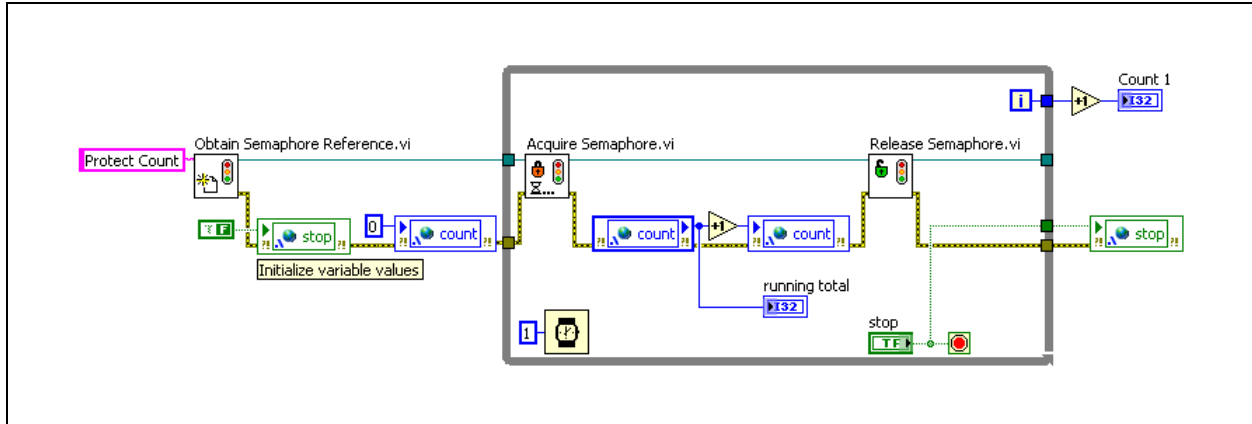 Count 1
i
+1
I32
Obtain Semaphore Reference.vi
Acquire Semaphore.vi
Release Semaphore.vi
Protect Count
T F
stop
0
count
count
+1
count
stop
?!
?!
?!
?!
?!
?!
?!
?!
?!
?!
Initialize variable values
running total
I32
1
stop
TF